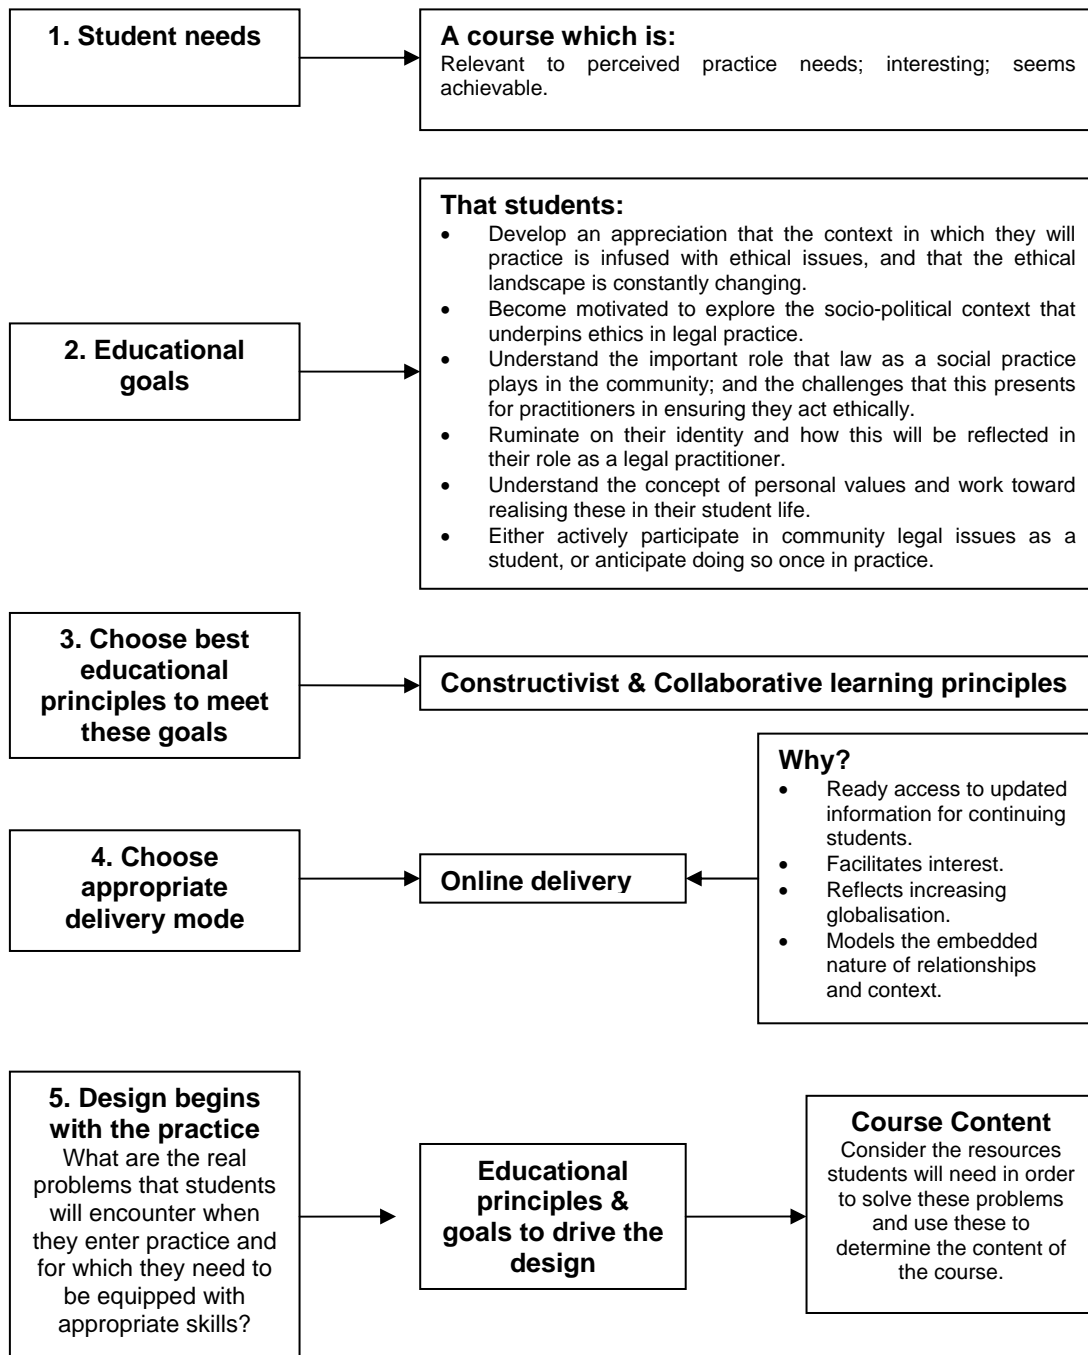 1. Student needs
A course which is:
Relevant to perceived practice needs; interesting; seems
achievable.
2. Educational
goals
That students:
• Develop an appreciation that the context in which they will
practice is infused with ethical issues, and that the ethical
landscape is constantly changing.
• Become motivated to explore the socio-political context that
underpins ethics in legal practice.
• Understand the important role that law as a social practice
plays in the community; and the challenges that this presents
for practitioners in ensuring they act ethically.
• Ruminate on their identity and how this will be reflected in
their role as a legal practitioner.
• Understand the concept of personal values and work toward
realising these in their student life.
• Either actively participate in community legal issues as a
student, or anticipate doing so once in practice.
3. Choose best
educational
principles to meet
these goals
Constructivist & Collaborative learning principles
4. Choose
appropriate
delivery mode
Online delivery
Why?
• Ready access to updated
information for continuing
students.
• Facilitates interest.
• Reflects increasing
globalisation.
• Models the embedded
nature of relationships
and context.
5. Design begins
with the practice
What are the real
problems that students
will encounter when
they enter practice and
for which they need to
be equipped with
appropriate skills?
Educational
principles &
goals to drive the
design
Course Content
Consider the resources
students will need in order
to solve these problems
and use these to
determine the content of
the course.